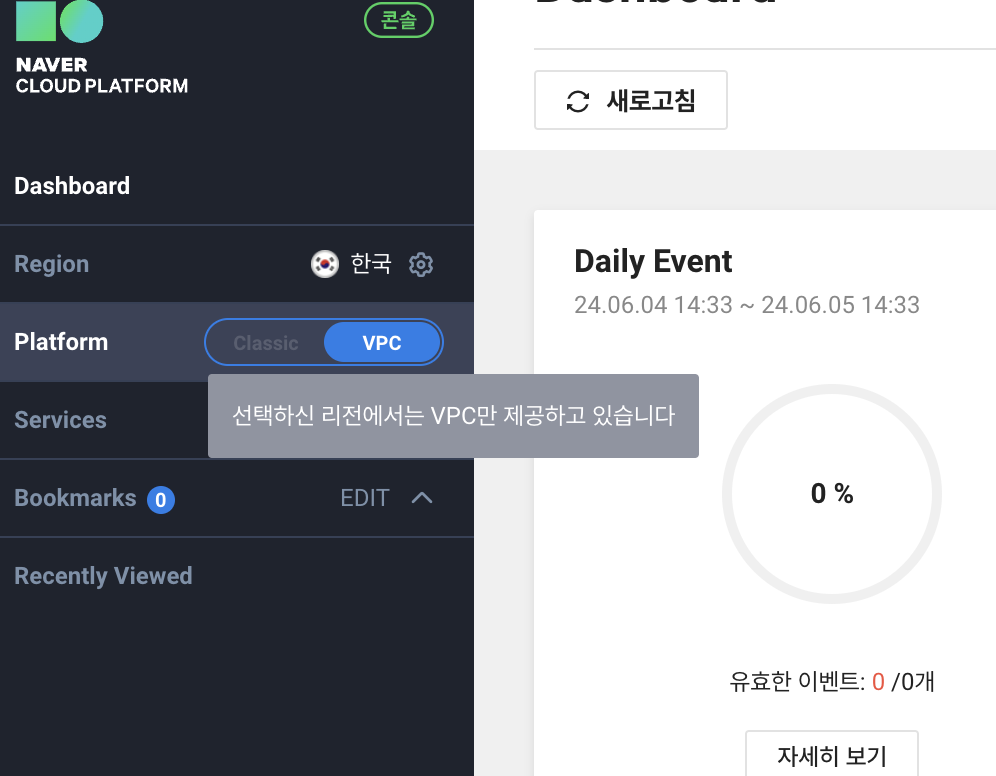 콘솔
NAVER
CLOUD PLATFORM
Dashboard
Region 한국
Platform Classic VPC
선택하신 리전에서는 VPC만 제공하고 있습니다
Services
Bookmarks 0 EDIT
Recently Viewed
Dashboard
새로고침
Daily Event
24.06.04 14:33 ~ 24.06.05 14:33
0 %
유효한 이벤트: 0 /0개
자세히 보기